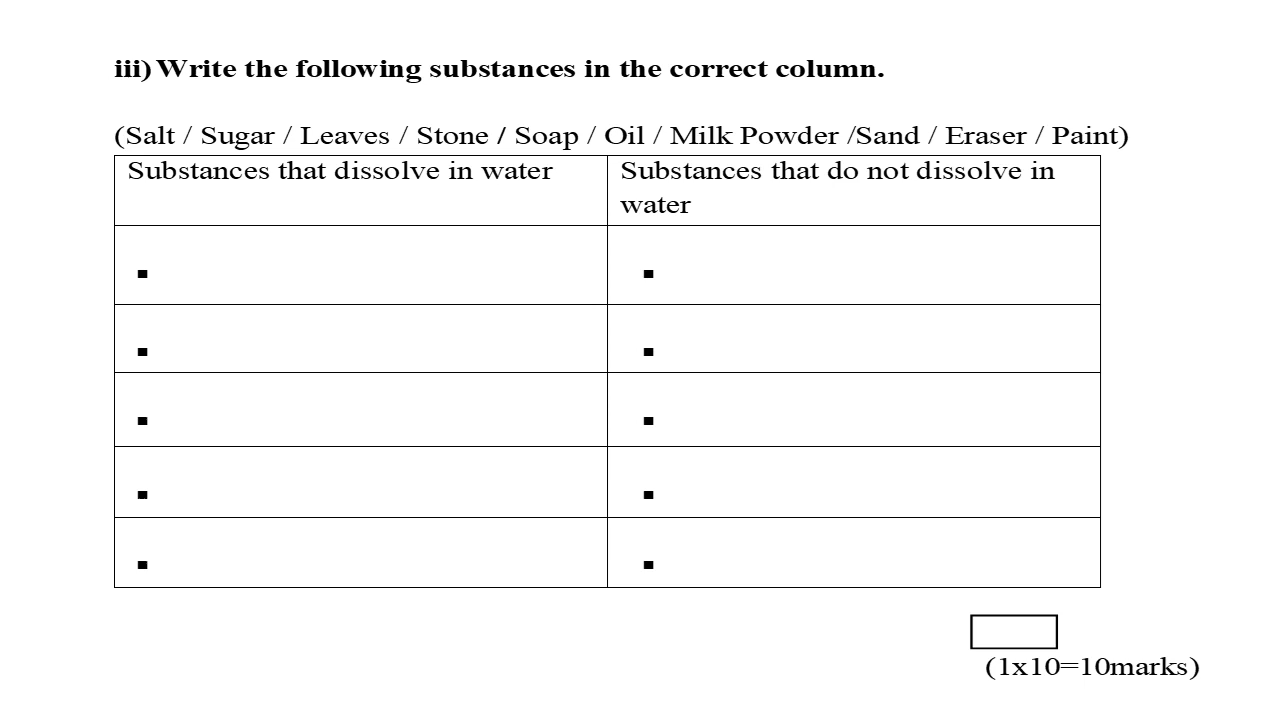 iii) Write the following substances in the correct column.
(Salt / Sugar / Leaves / Stone / Soap / Oil / Milk Powder /Sand / Eraser / Paint)
Substances that dissolve in water
Substances that do not dissolve in
water
(1x10=10marks)